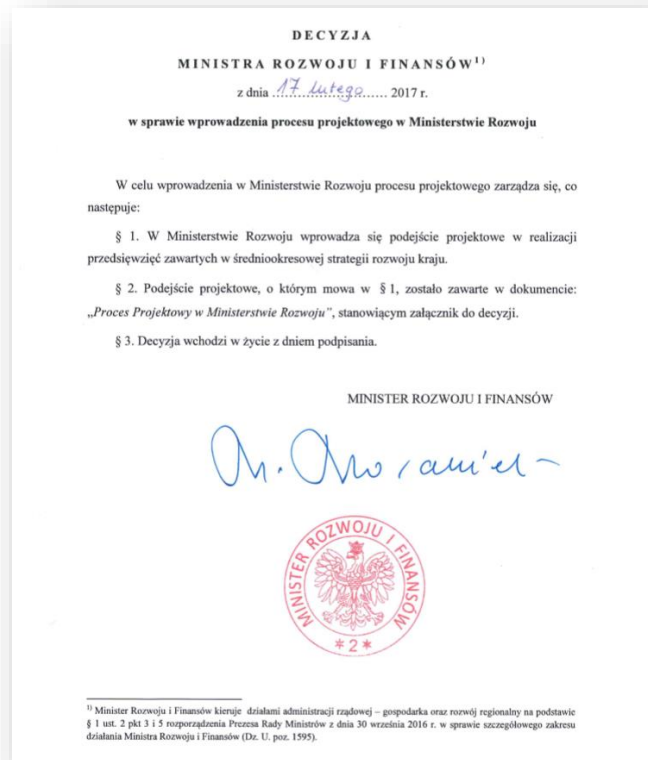 DECYZJA
MINISTRA ROZWOJU I FINANSÓW¹⁾
z dnia 17 lutego 2017 r.
w sprawie wprowadzenia procesu projektowego w Ministerstwie Rozwoju
W celu wprowadzenia w Ministerstwie Rozwoju procesu projektowego zarządza się, co
następuje:
§ 1. W Ministerstwie Rozwoju wprowadza się podejście projektowe w realizacji
przedsięwzięć zawartych w średniookresowej strategii rozwoju kraju.
§ 2. Podejście projektowe, o którym mowa w § 1, zostało zawarte w dokumencie:
„Proces Projektowy w Ministerstwie Rozwoju”, stanowiącym załącznik do decyzji.
§ 3. Decyzja wchodzi w życie z dniem podpisania.
MINISTER ROZWOJU I FINANSÓW
M. Morawiec
MINISTER ROZWOJU I FINANSÓW
*2*
¹⁾ Minister Rozwoju i Finansów kieruje działami administracji rządowej – gospodarka oraz rozwój regionalny na podstawie
§ 1 ust. 2 pkt 3 i 5 rozporządzenia Prezesa Rady Ministrów z dnia 30 września 2016 r. w sprawie szczegółowego zakresu
działania Ministra Rozwoju i Finansów (Dz. U. poz. 1595).